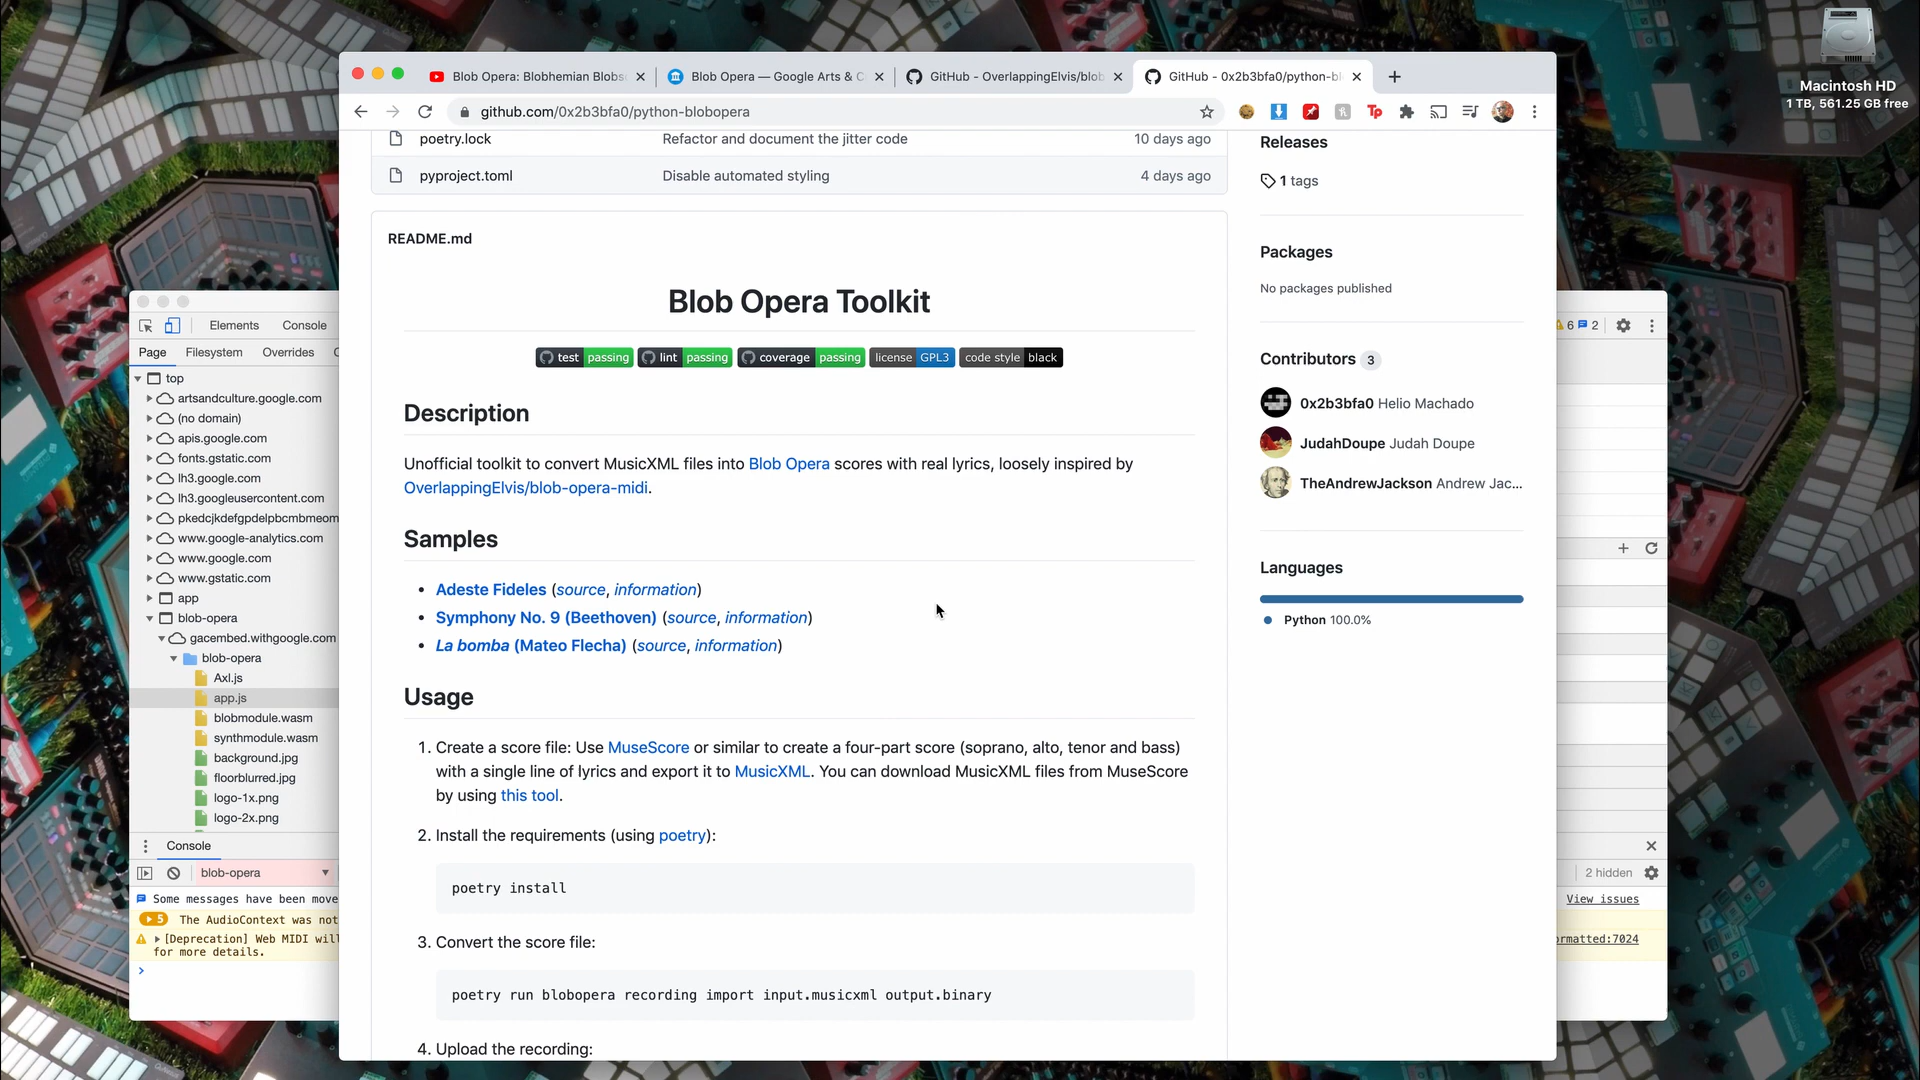 Macintosh HD
1 TB, 561.25 GB free
Blob Opera: Blobhemian Blobs
Blob Opera — Google Arts & C
GitHub - OverlappingElvis/blob
GitHub - 0x2b3bfa0/python-bl
github.com/0x2b3bfa0/python-blobopera
poetry.lock Refactor and document the jitter code 10 days ago
pyproject.toml Disable automated styling 4 days ago
README.md
Blob Opera Toolkit
test passing lint passing coverage passing license GPL3 code style black
Description
Unofficial toolkit to convert MusicXML files into Blob Opera scores with real lyrics, loosely inspired by
OverlappingElvis/blob-opera-midi.
Samples
• Adeste Fideles (source, information)
• Symphony No. 9 (Beethoven) (source, information)
• La bomba (Mateo Flecha) (source, information)
Usage
1. Create a score file: Use MuseScore or similar to create a four-part score (soprano, alto, tenor and bass)
with a single line of lyrics and export it to MusicXML. You can download MusicXML files from MuseScore
by using this tool.
2. Install the requirements (using poetry):
poetry install
3. Convert the score file:
poetry run blobopera recording import input.musicxml output.binary
4. Upload the recording:
Releases
1 tags
Packages
No packages published
Contributors 3
0x2b3bfa0 Helio Machado
JudahDoupe Judah Doupe
TheAndrewJackson Andrew Jac...
Languages
Python 100.0%
Elements Console
Page Filesystem Overrides
top
artsandculture.google.com
(no domain)
apis.google.com
fonts.gstatic.com
lh3.google.com
lh3.googleusercontent.com
pkedcjkdefgpdelpbcmbmeom
www.google-analytics.com
www.google.com
www.gstatic.com
app
blob-opera
gacembed.withgoogle.com
blob-opera
Axl.js
app.js
blobmodule.wasm
synthmodule.wasm
background.jpg
floorblurred.jpg
logo-1x.png
logo-2x.png
Console
blob-opera
Some messages have been move
5 The AudioContext was not
[Deprecation] Web MIDI will
for more details.
6 2
2 hidden
View issues
ormatted:7024